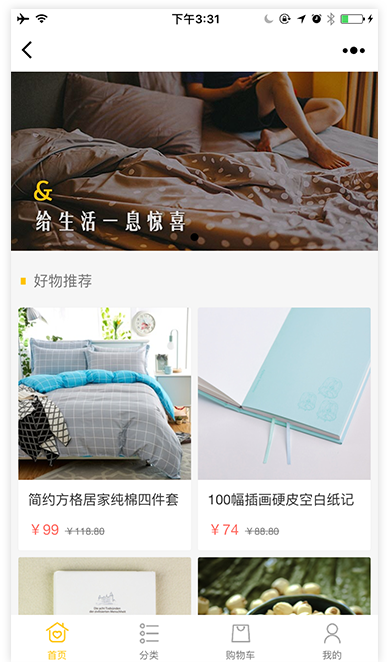 下午3:31
&
给生活一息惊喜
好物推荐
简约方格居家纯棉四件套
100幅插画硬皮空白纸记
￥99 ￥118.80
￥74 ￥88.80
首页
分类
购物车
我的